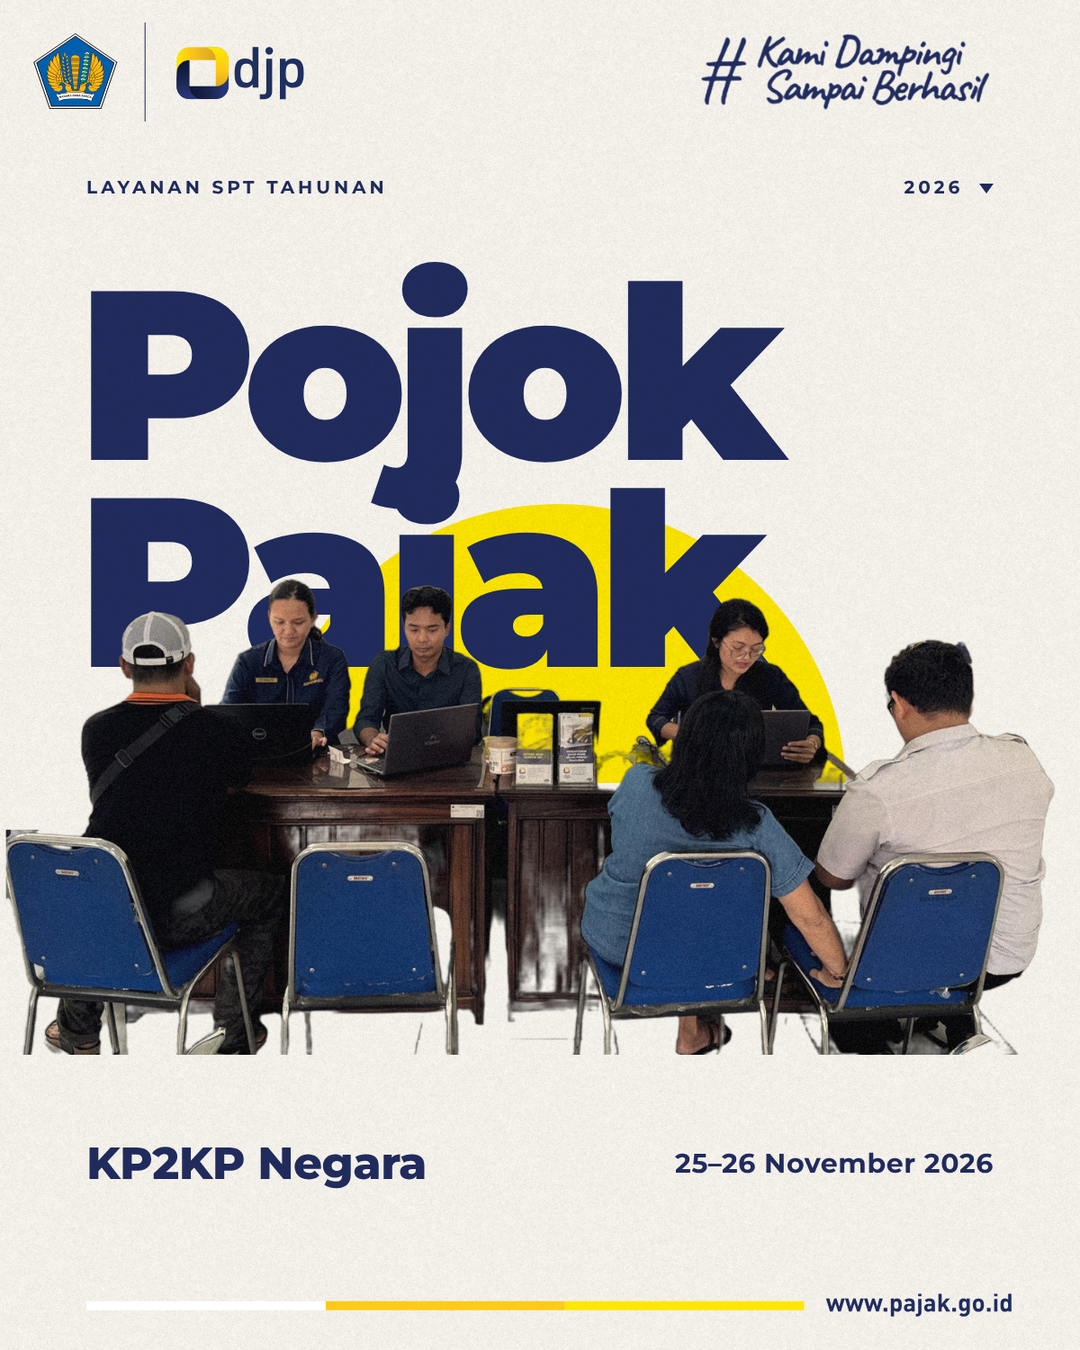 djp
# Kami Dampingi
Sampai Berhasil
LAYANAN SPT TAHUNAN
2026
Pojok
Pajak
KP2KP Negara
25–26 November 2026
www.pajak.go.id